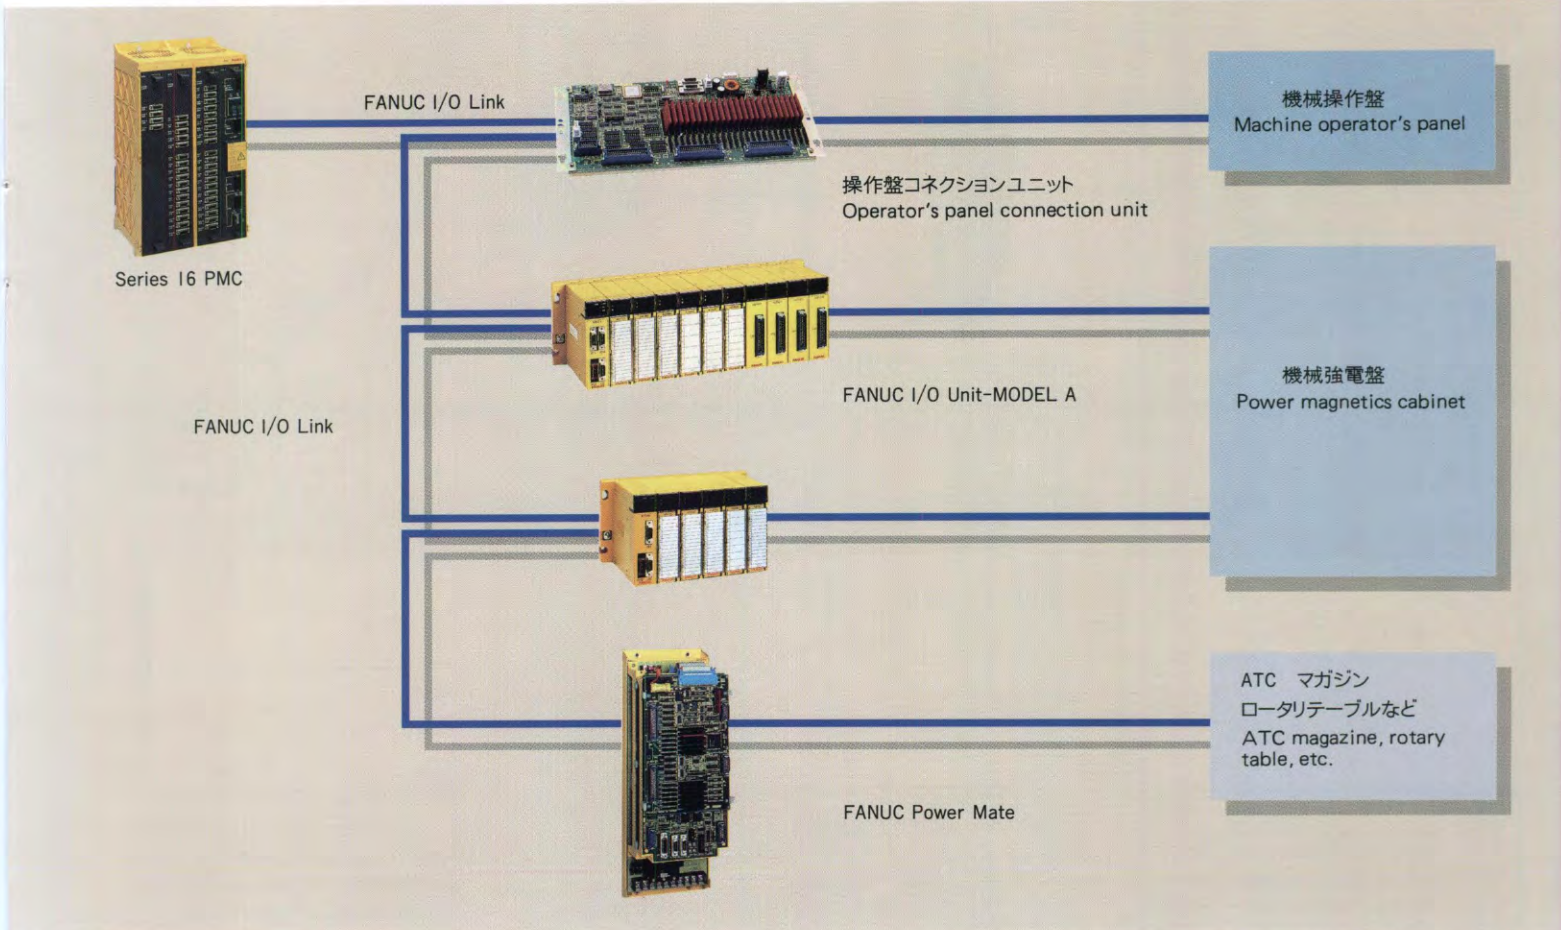 FANUC I/O Link
機械操作盤
Machine operator's panel
操作盤コネクションユニット
Operator's panel connection unit
Series 16 PMC
FANUC I/O Unit-MODEL A
機械強電盤
Power magnetics cabinet
FANUC I/O Link
ATC マガジン
ロータリテーブルなど
ATC magazine, rotary
table, etc.
FANUC Power Mate